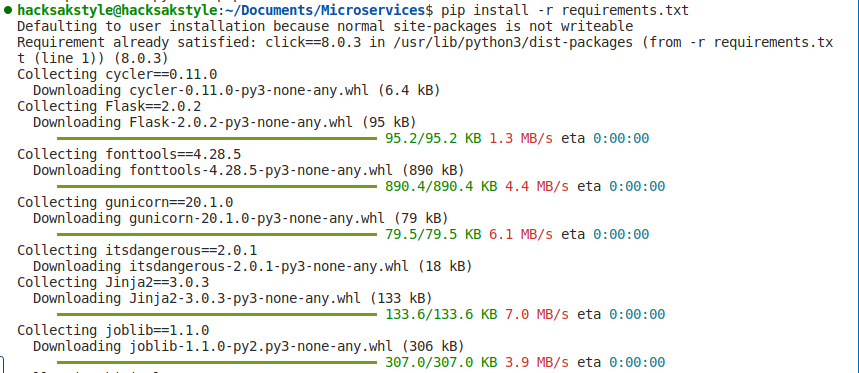 hacksakstyle@hacksakstyle:~/Documents/Microservices$ pip install -r requirements.txt
Defaulting to user installation because normal site-packages is not writeable
Requirement already satisfied: click==8.0.3 in /usr/lib/python3/dist-packages (from -r requirements.tx
t (line 1)) (8.0.3)
Collecting cycler==0.11.0
Downloading cycler-0.11.0-py3-none-any.whl (6.4 kB)
Collecting Flask==2.0.2
Downloading Flask-2.0.2-py3-none-any.whl (95 kB)
95.2/95.2 KB 1.3 MB/s eta 0:00:00
Collecting fonttools==4.28.5
Downloading fonttools-4.28.5-py3-none-any.whl (890 kB)
890.4/890.4 KB 4.4 MB/s eta 0:00:00
Collecting gunicorn==20.1.0
Downloading gunicorn-20.1.0-py3-none-any.whl (79 kB)
79.5/79.5 KB 6.1 MB/s eta 0:00:00
Collecting itsdangerous==2.0.1
Downloading itsdangerous-2.0.1-py3-none-any.whl (18 kB)
Collecting Jinja2==3.0.3
Downloading Jinja2-3.0.3-py3-none-any.whl (133 kB)
133.6/133.6 KB 7.0 MB/s eta 0:00:00
Collecting joblib==1.1.0
Downloading joblib-1.1.0-py2.py3-none-any.whl (306 kB)
307.0/307.0 KB 3.9 MB/s eta 0:00:00